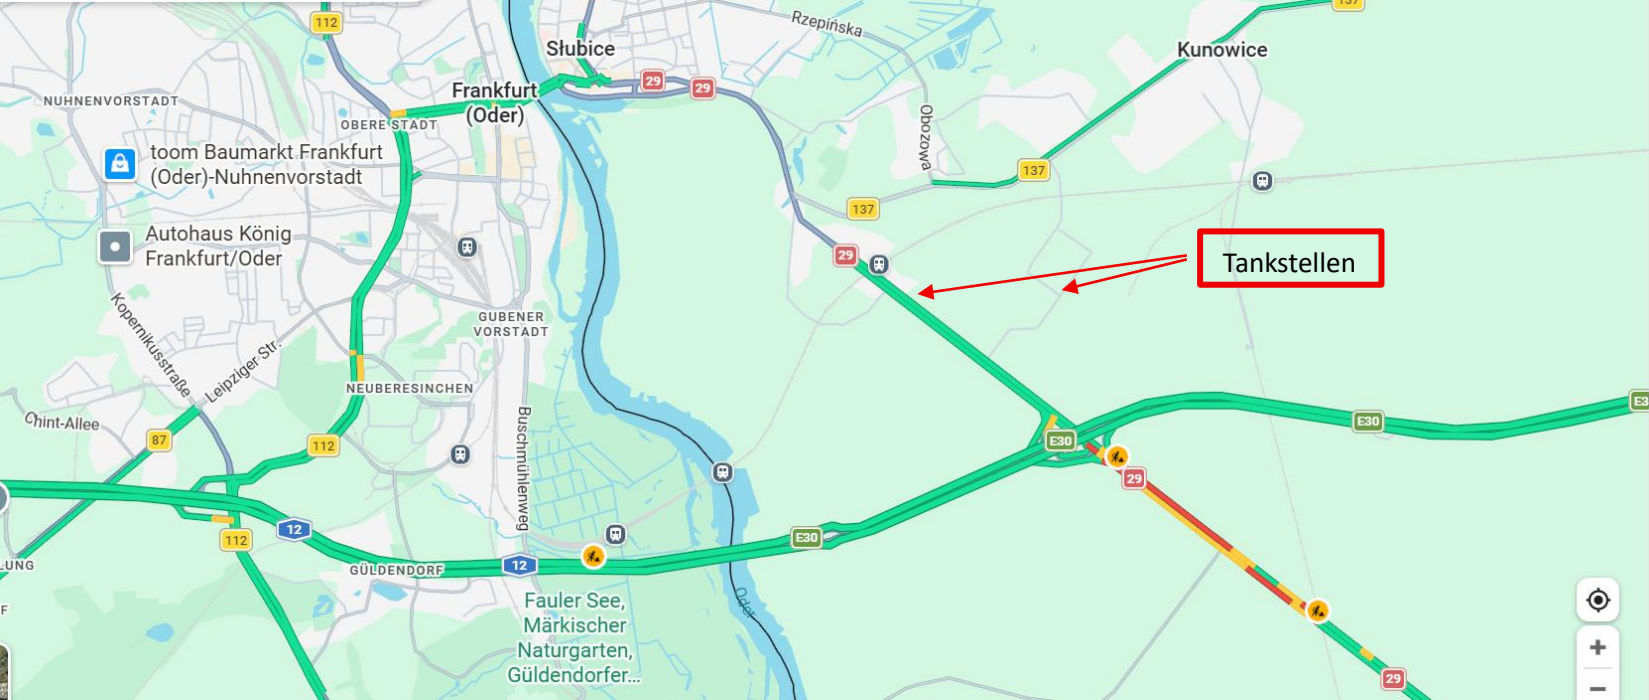 137
112
Rzepińska
Słubice
Kunowice
29
29
Frankfurt
(Oder)
NUHNENVORSTADT
OBERE STADT
Obozowa
toom Baumarkt Frankfurt
(Oder)-Nuhnenvorstadt
137
137
Autohaus König
Frankfurt/Oder
29
Tankstellen
Kopernikusstraße
GUBENER
VORSTADT
Leipziger Str.
NEUBERESINCHEN
Chint-Allee
Buschmühlenweg
E3
E30
87
112
E30
29
12
112
E30
LUNG
GÜLDENDORF
12
Oder
F
Fauler See,
Märkischer
Naturgarten,
Güldendorfer...
+
29
−